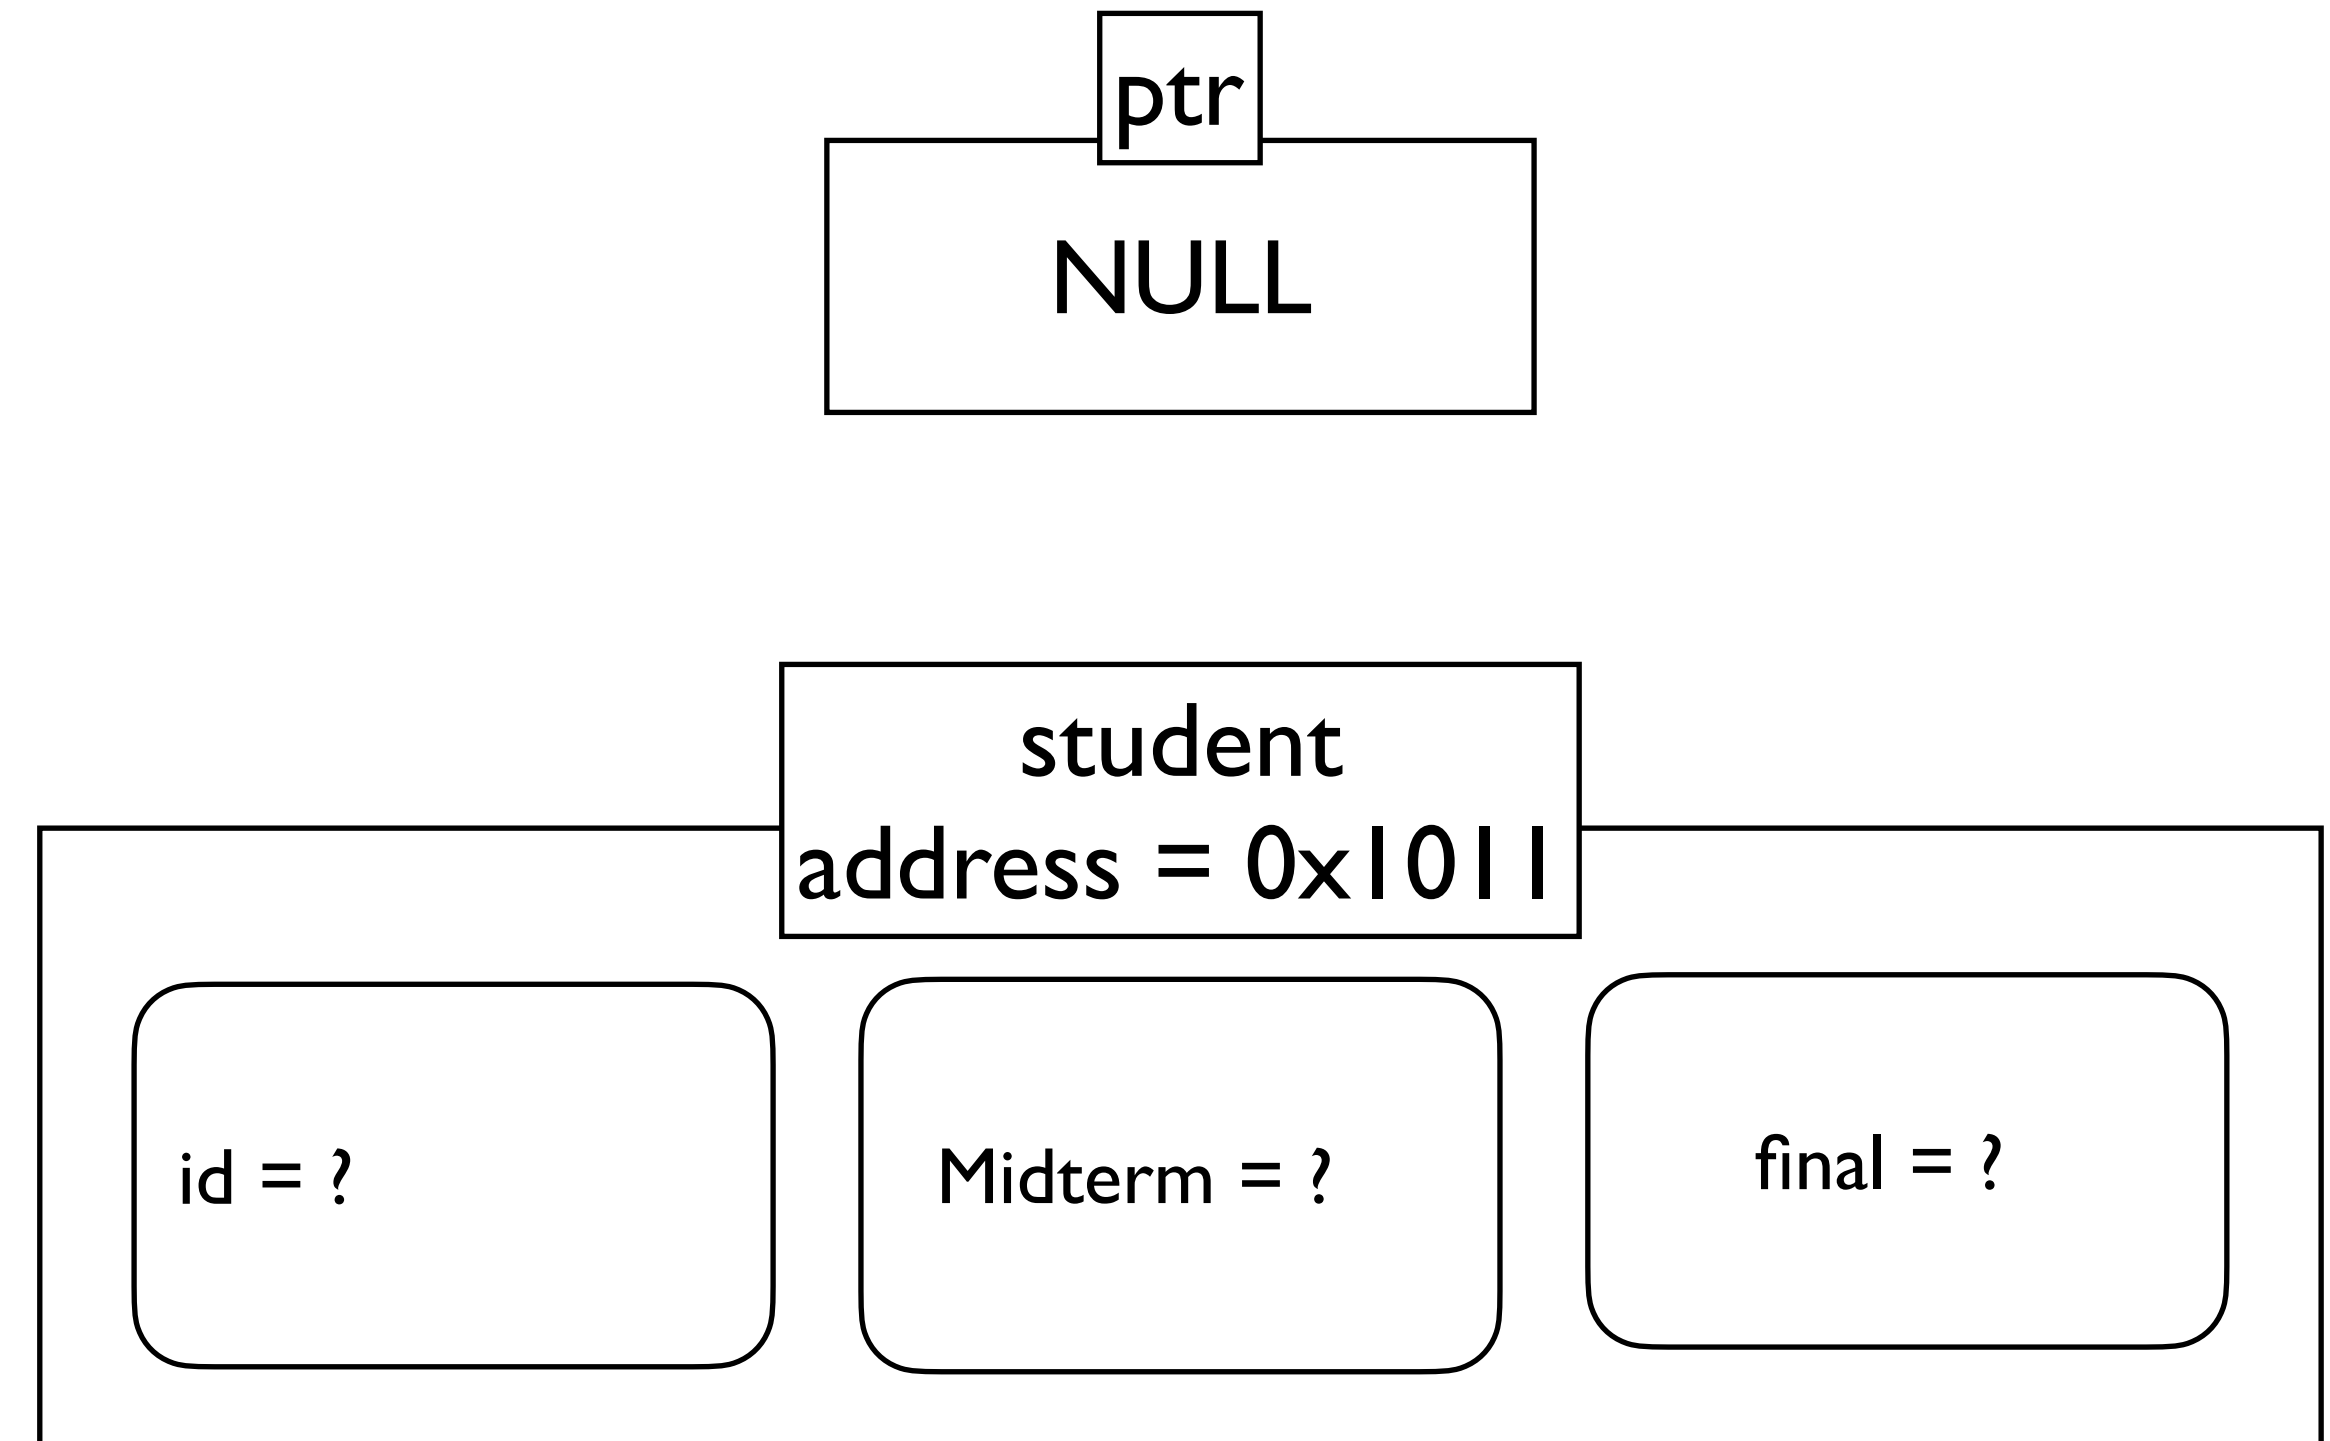 ptr
NULL
student
address = 0x1011
id = ?
Midterm = ?
final = ?